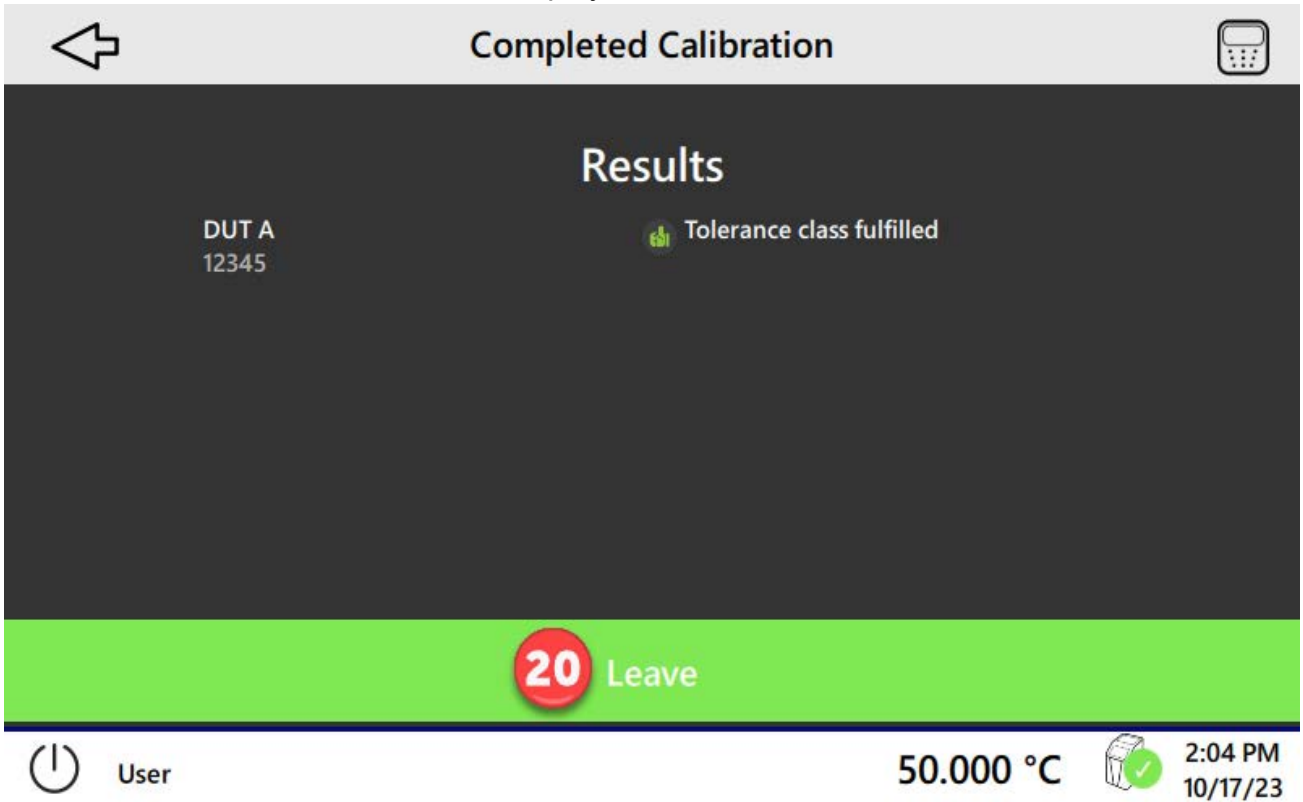 Completed Calibration
Results
DUT A
12345
Tolerance class fulfilled
20 Leave
User
50.000 °C
2:04 PM
10/17/23